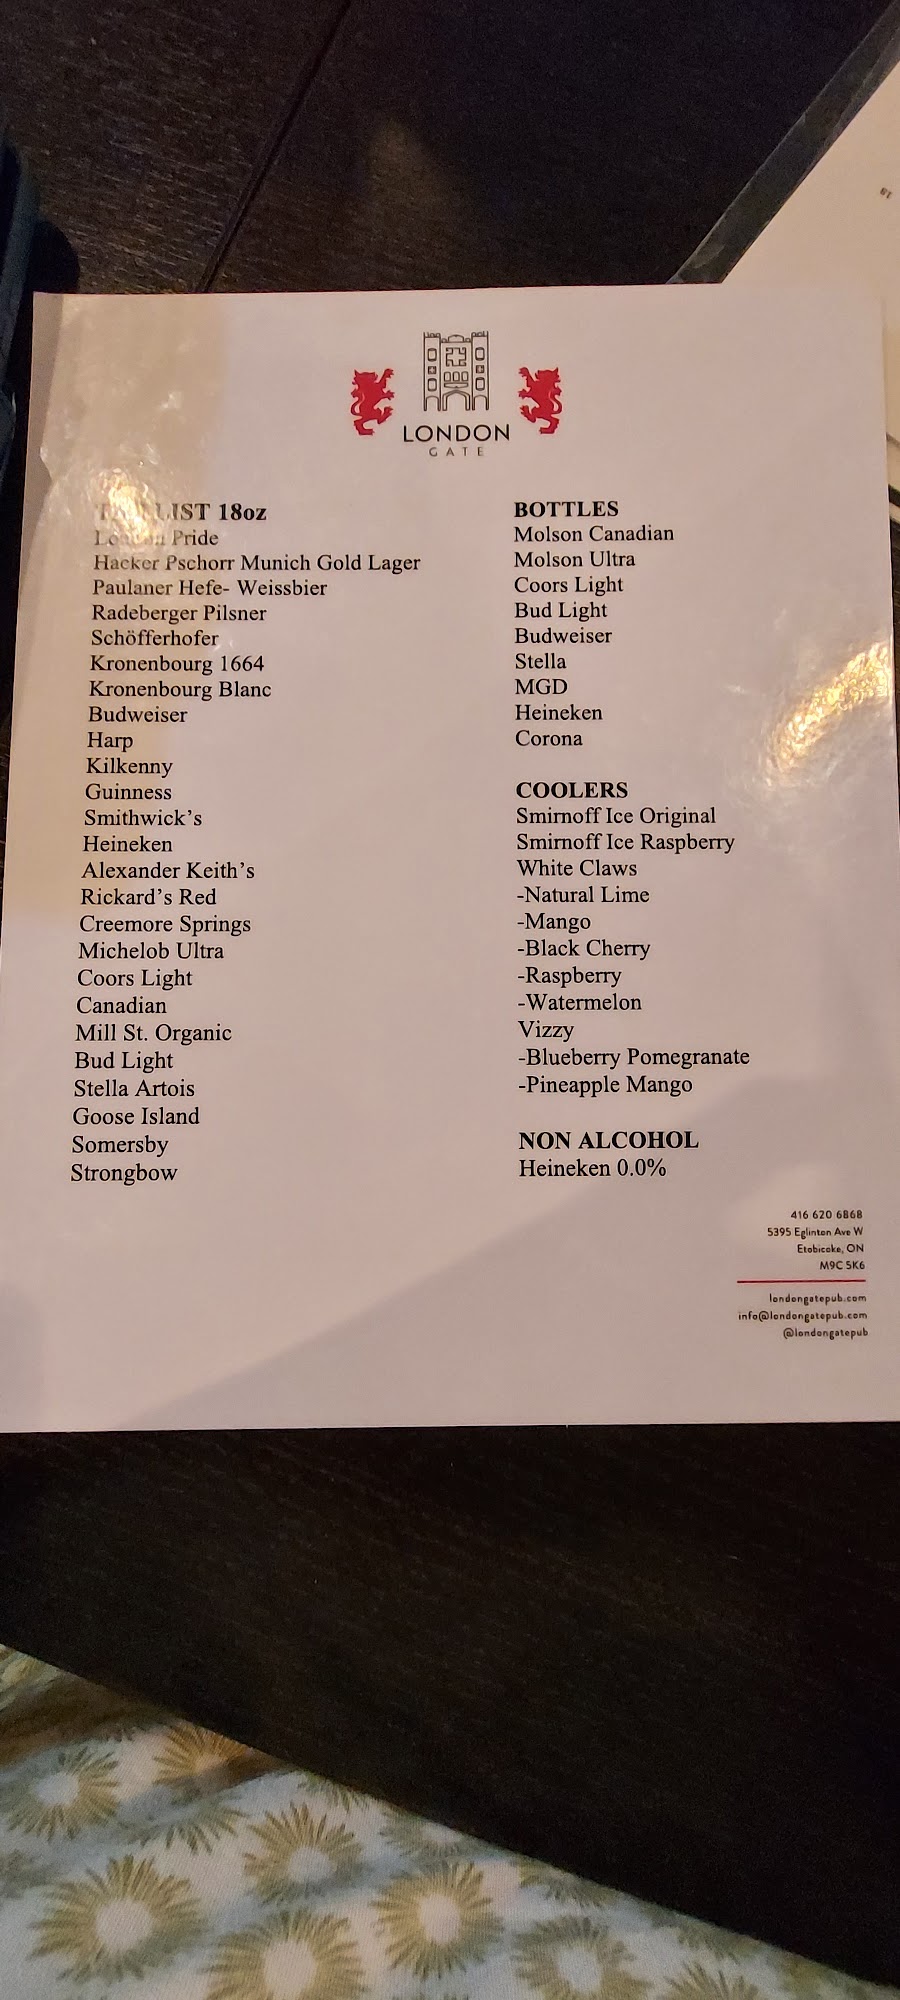 LONDON
GATE
LIST 18oz
London Pride
Hacker Pschorr Munich Gold Lager
Paulaner Hefe- Weissbier
Radeberger Pilsner
Schöfferhofer
Kronenbourg 1664
Kronenbourg Blanc
Budweiser
Harp
Kilkenny
Guinness
Smithwick's
Heineken
Alexander Keith's
Rickard's Red
Creemore Springs
Michelob Ultra
Coors Light
Canadian
Mill St. Organic
Bud Light
Stella Artois
Goose Island
Somersby
Strongbow
BOTTLES
Molson Canadian
Molson Ultra
Coors Light
Bud Light
Budweiser
Stella
MGD
Heineken
Corona
COOLERS
Smirnoff Ice Original
Smirnoff Ice Raspberry
White Claws
-Natural Lime
-Mango
-Black Cherry
-Raspberry
-Watermelon
Vizzy
-Blueberry Pomegranate
-Pineapple Mango
NON ALCOHOL
Heineken 0.0%
416 620 6868
5395 Eglinton Ave W
Etobicoke, ON
M9C 5K6
londongatepub.com
info@londongatepub.com
@londongatepub